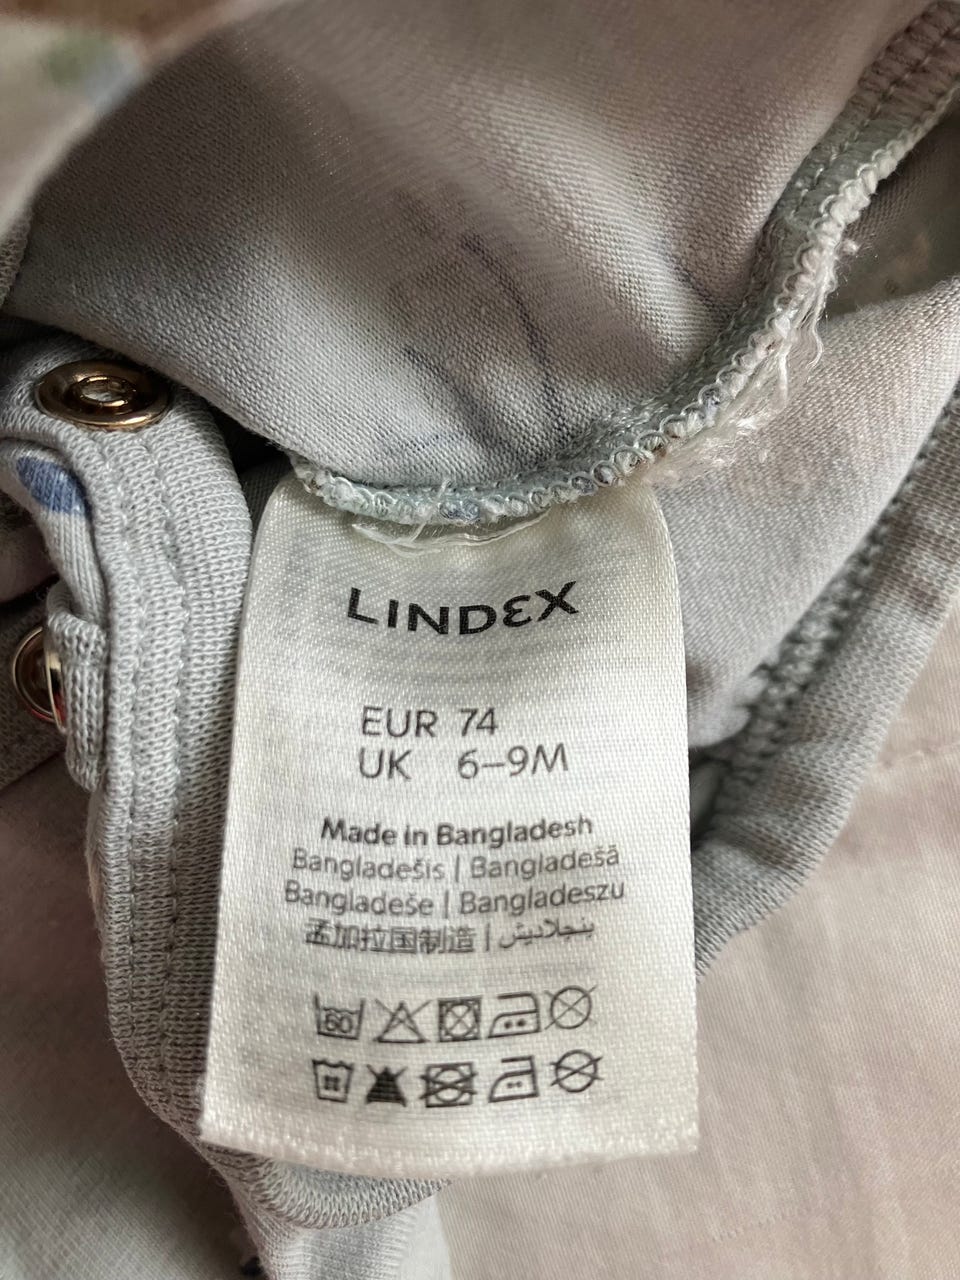 LINDEX
EUR 74
UK 6–9M
Made in Bangladesh
Bangladešis | Bangladešā
Bangladeše | Bangladeszu
孟加拉国制造 | بنجلاديش
60